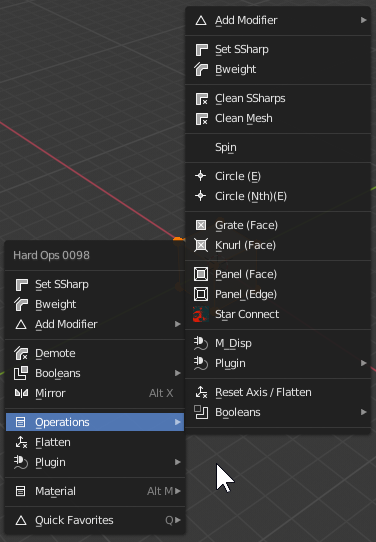 Add Modifier
Set SSharp
Bweight
Clean SSharps
Clean Mesh
Spin
Circle (E)
Circle (Nth)(E)
Grate (Face)
Knurl (Face)
Panel (Face)
Panel (Edge)
Star Connect
M_Disp
Plugin
Reset Axis / Flatten
Booleans
Hard Ops 0098
Set SSharp
Bweight
Add Modifier
Demote
Booleans
Mirror Alt X
Operations
Flatten
Plugin
Material Alt M
Quick Favorites Q